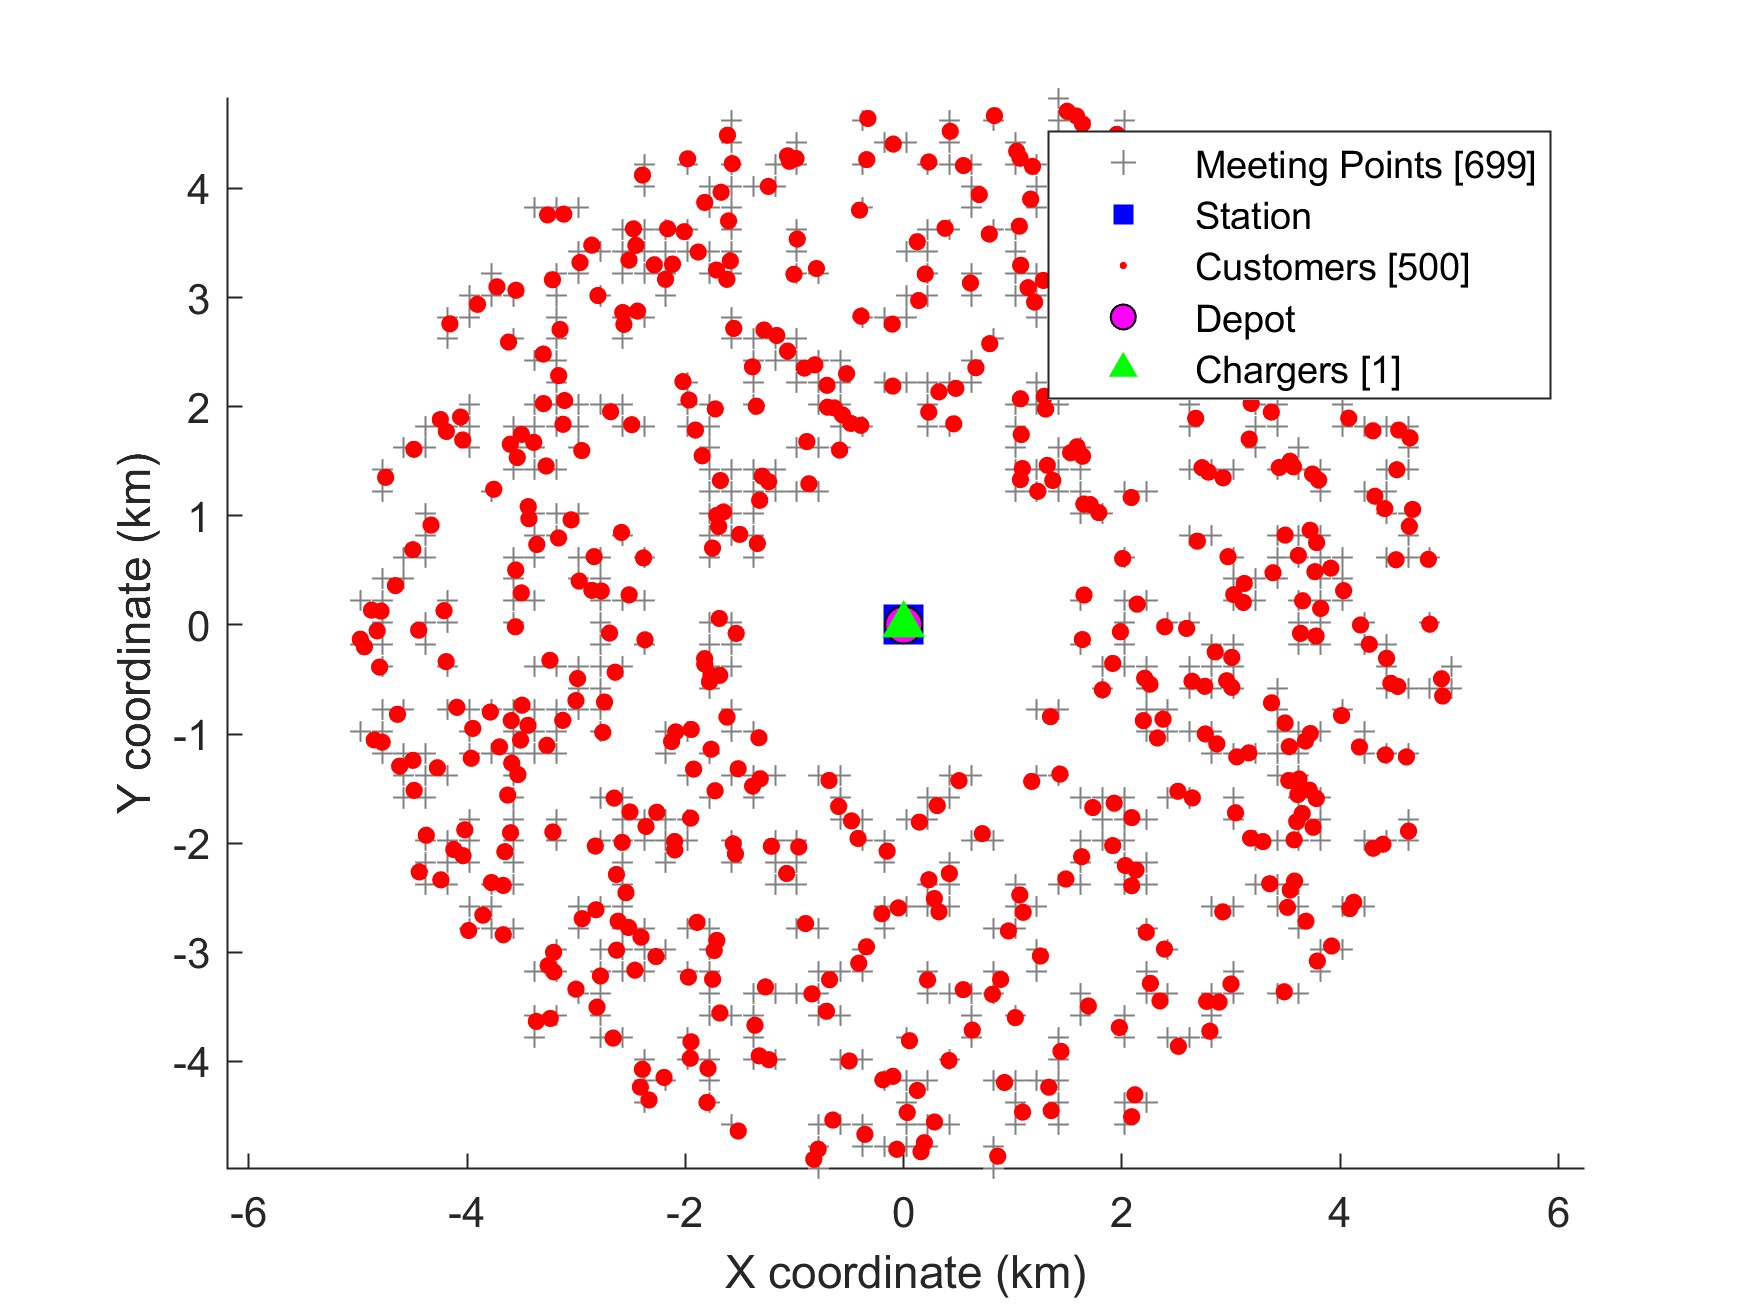 Meeting Points [699]
Station
Customers [500]
Depot
Chargers [1]
Y coordinate (km)
4
3
2
1
0
-1
-2
-3
-4
-6 -4 -2 0 2 4 6
X coordinate (km)